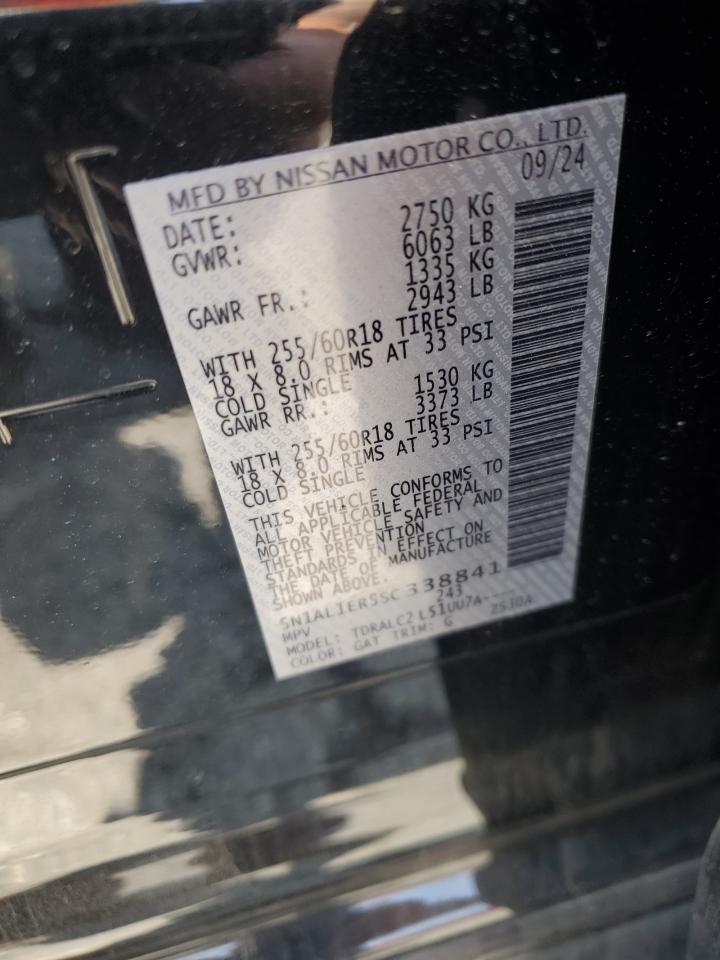 MFD BY NISSAN MOTOR CO., LTD.
DATE: 09/24
GVWR: 2750 KG
6063 LB
GAWR FR.: 1335 KG
2943 LB
WITH 255/60R18 TIRES
18 X 8.0 RIMS AT 33 PSI
COLD SINGLE
GAWR RR.: 1530 KG
3373 LB
WITH 255/60R18 TIRES
18 X 8.0 RIMS AT 33 PSI
COLD SINGLE
THIS VEHICLE CONFORMS TO
ALL APPLICABLE FEDERAL
MOTOR VEHICLE SAFETY AND
THEFT PREVENTION
STANDARDS IN EFFECT ON
THE DATE OF MANUFACTURE
SHOWN ABOVE.
5N1AL1ER5SC338841
MPV 243
MODEL: TDRALC2 LS1UU7A-----
COLOR: GAT TRIM: G 2S30A